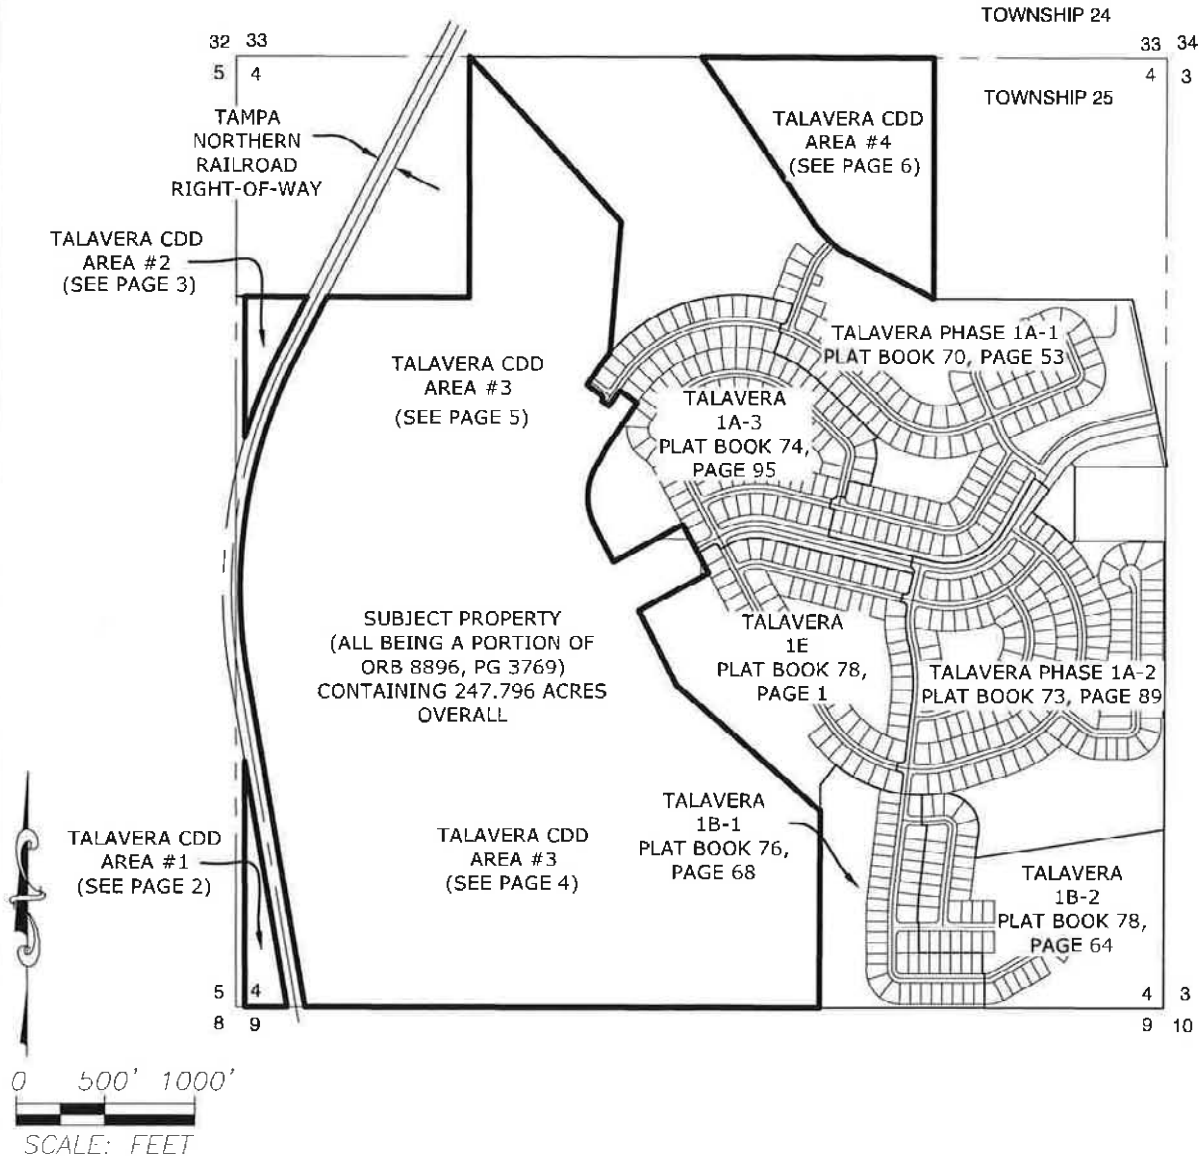 TOWNSHIP 24
32 33
33 34
5 4
4 3
TOWNSHIP 25
TAMPA
NORTHERN
RAILROAD
RIGHT-OF-WAY
TALAVERA CDD
AREA #4
(SEE PAGE 6)
TALAVERA CDD
AREA #2
(SEE PAGE 3)
TALAVERA CDD
AREA #3
(SEE PAGE 5)
TALAVERA PHASE 1A-1
PLAT BOOK 70, PAGE 53
TALAVERA
1A-3
PLAT BOOK 74,
PAGE 95
SUBJECT PROPERTY
(ALL BEING A PORTION OF
ORB 8896, PG 3769)
CONTAINING 247.796 ACRES
OVERALL
TALAVERA
1E
PLAT BOOK 78,
PAGE 1
TALAVERA PHASE 1A-2
PLAT BOOK 73, PAGE 89
TALAVERA CDD
AREA #1
(SEE PAGE 2)
TALAVERA CDD
AREA #3
(SEE PAGE 4)
TALAVERA
1B-1
PLAT BOOK 76,
PAGE 68
TALAVERA
1B-2
PLAT BOOK 78,
PAGE 64
5 4
4 3
8 9
9 10
0 500' 1000'
SCALE: FEET